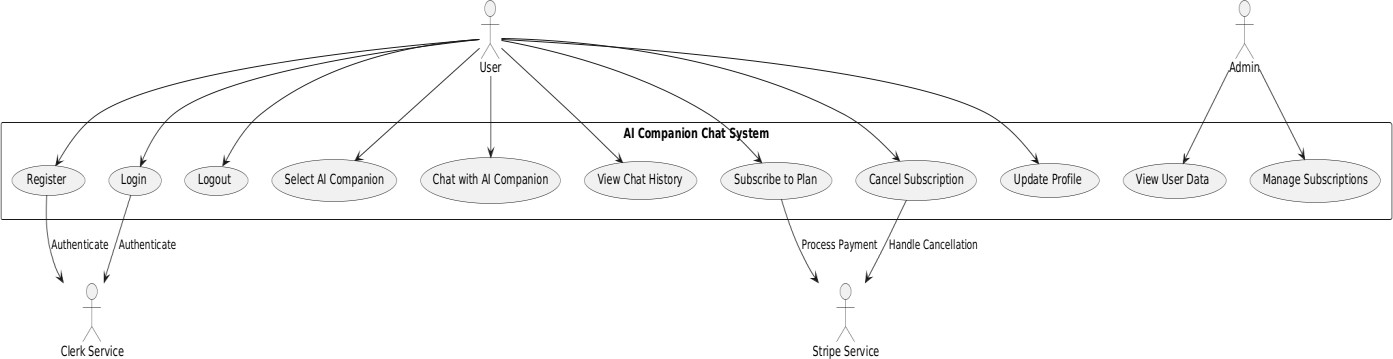 User
Admin
AI Companion Chat System
Register
Login
Logout
Select AI Companion
Chat with AI Companion
View Chat History
Subscribe to Plan
Cancel Subscription
Update Profile
View User Data
Manage Subscriptions
Authenticate
Authenticate
Process Payment
Handle Cancellation
Clerk Service
Stripe Service